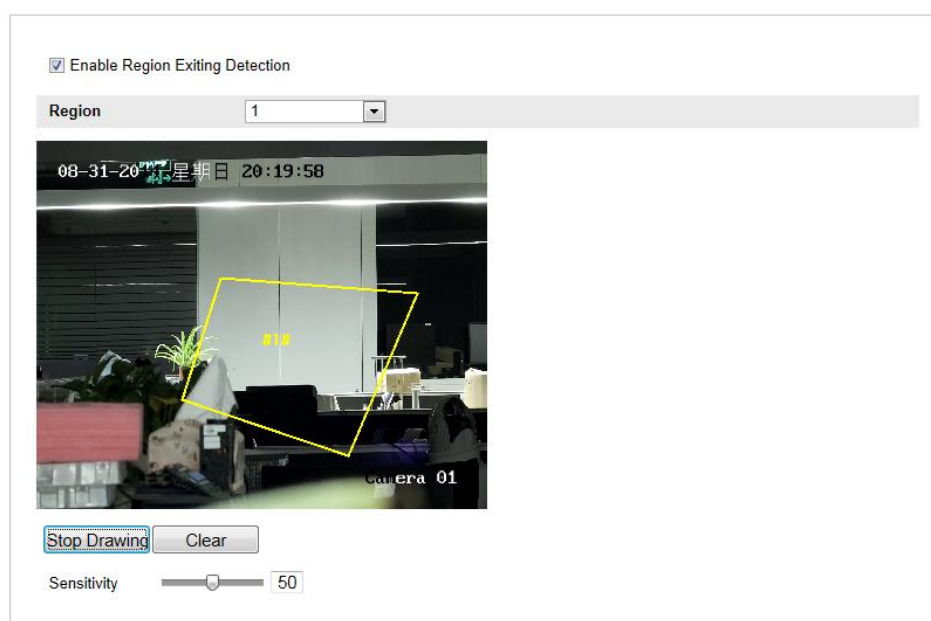 Enable Region Exiting Detection
Region 1
08-31-20 星期日 20:19:58
#1#
Camera 01
Stop Drawing Clear
Sensitivity 50